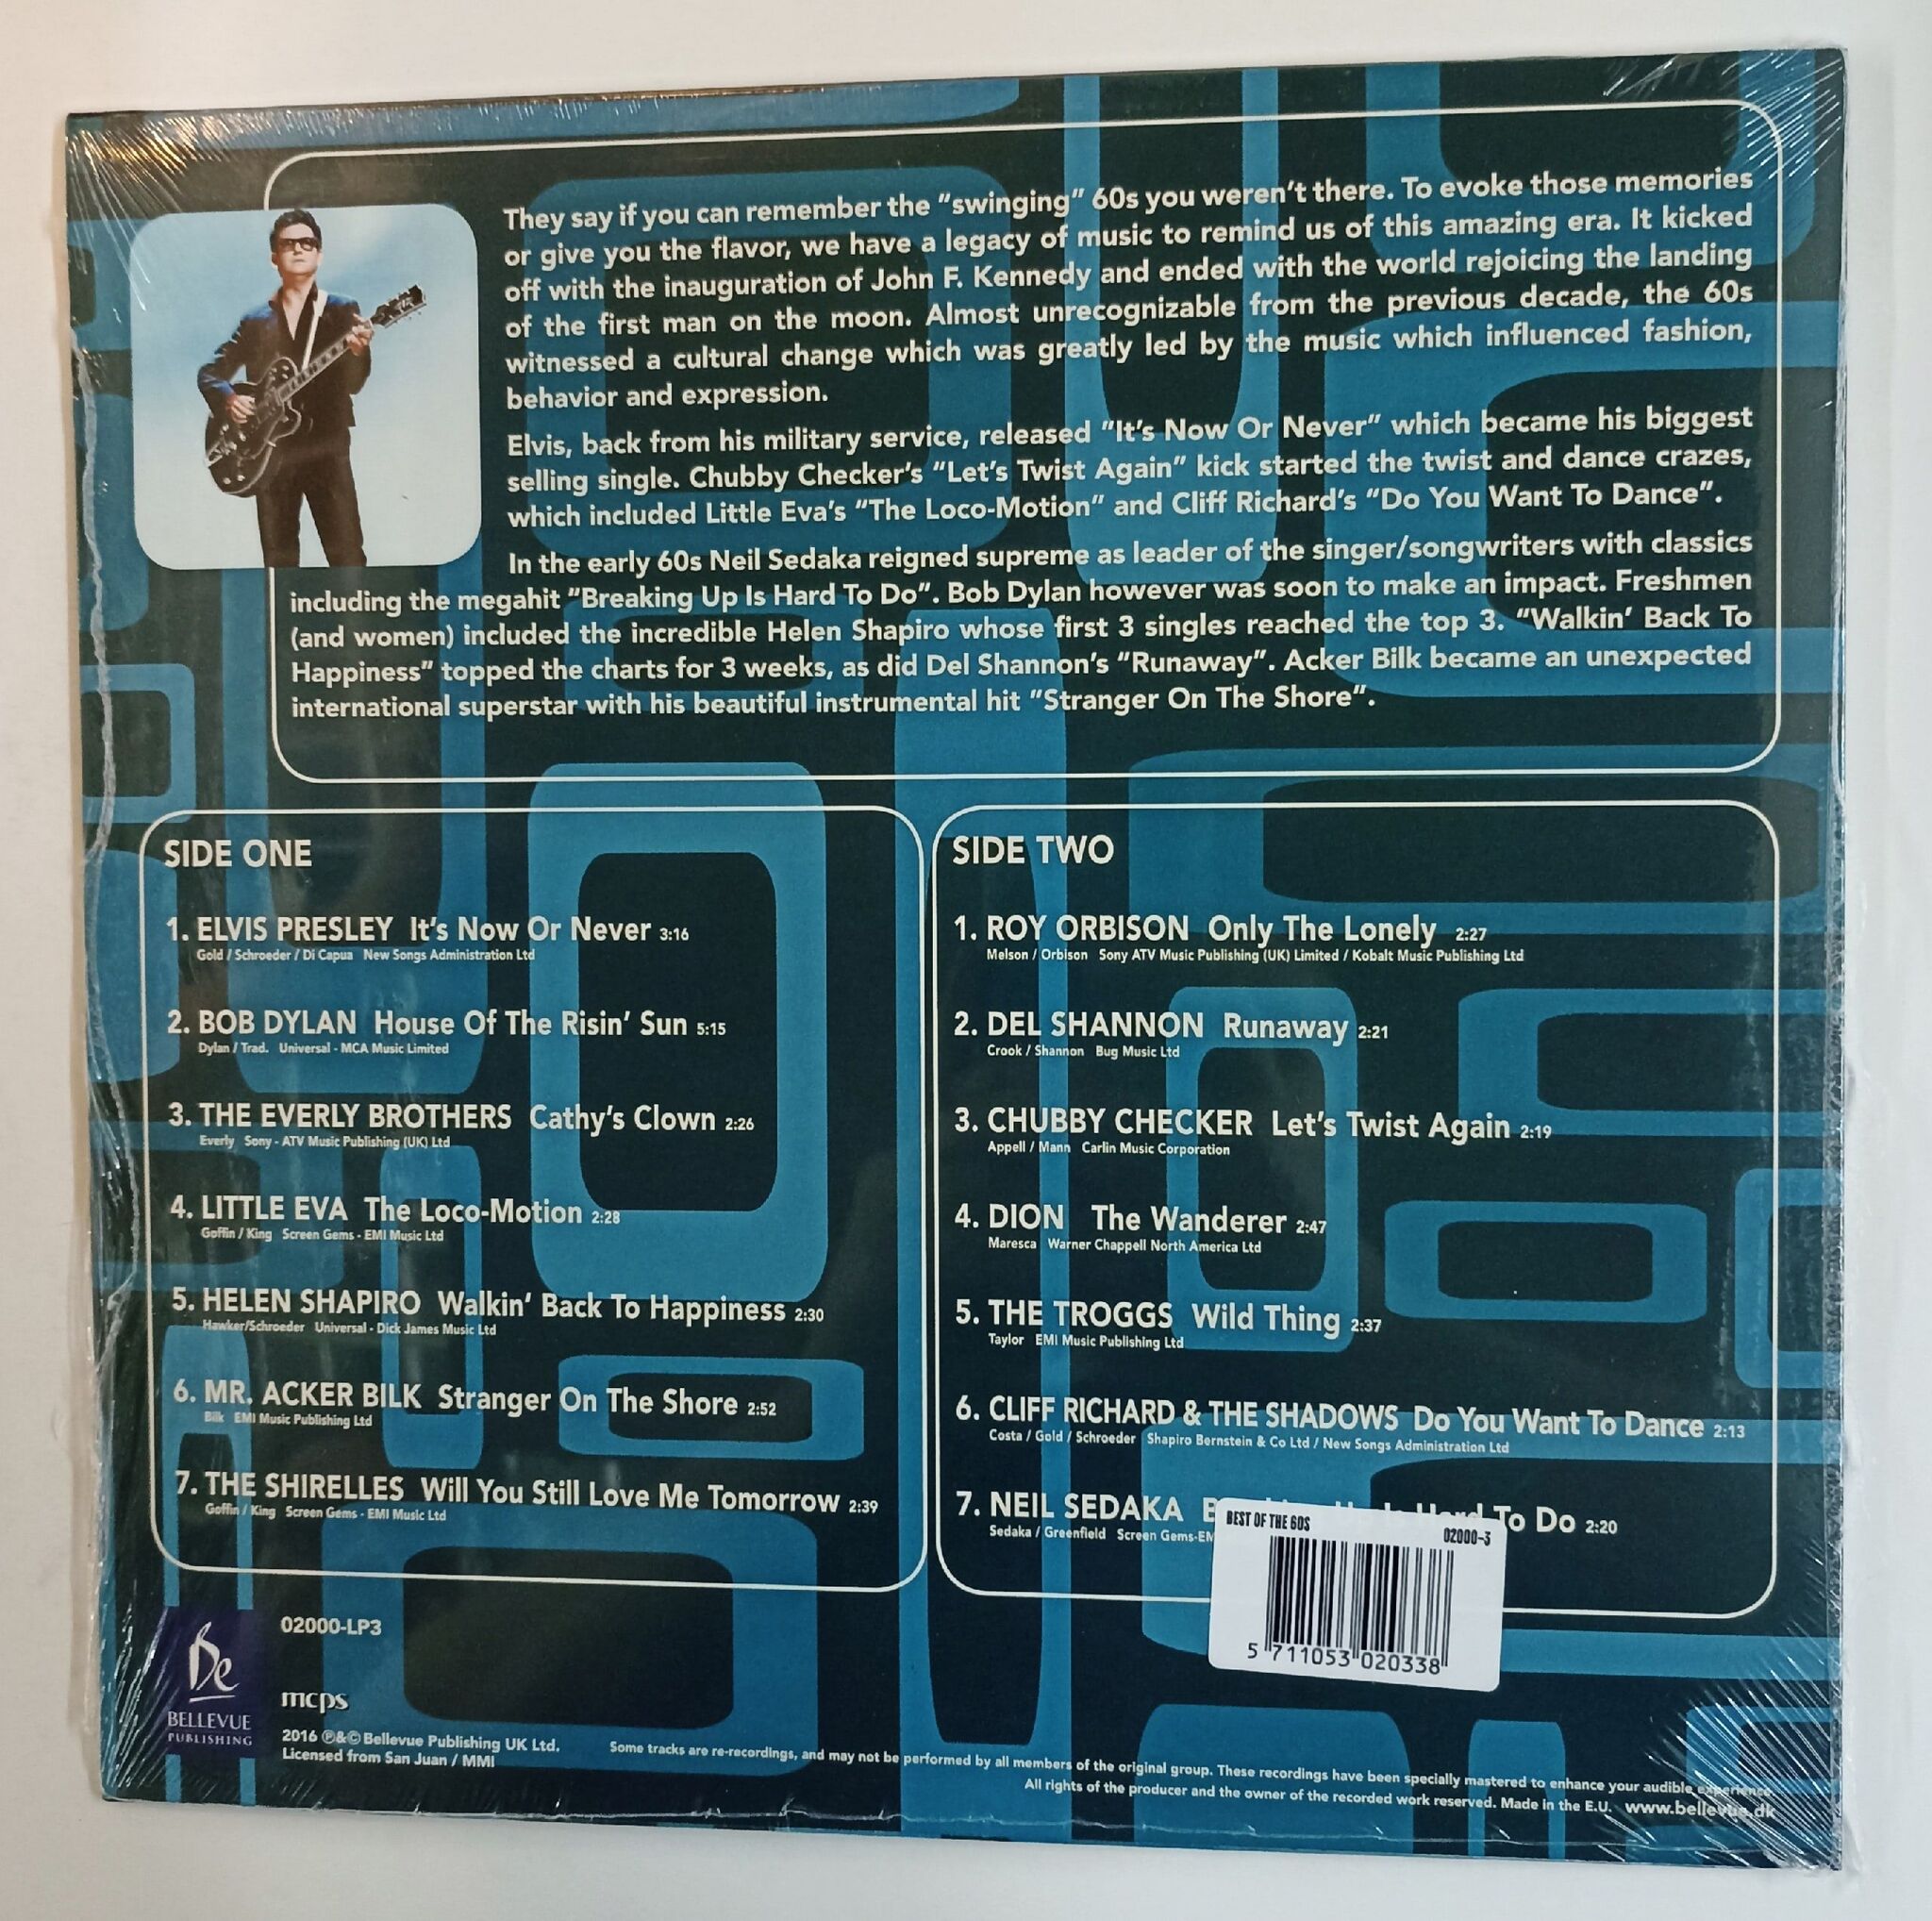 They say if you can remember the "swinging" 60s you weren't there. To evoke those memories
or give you the flavor, we have a legacy of music to remind us of this amazing era. It kicked
off with the inauguration of John F. Kennedy and ended with the world rejoicing the landing
of the first man on the moon. Almost unrecognizable from the previous decade, the 60s
witnessed a cultural change which was greatly led by the music which influenced fashion,
behavior and expression.
Elvis, back from his military service, released "It's Now Or Never" which became his biggest
selling single. Chubby Checker's "Let's Twist Again" kick started the twist and dance crazes,
which included Little Eva's "The Loco-Motion" and Cliff Richard's "Do You Want To Dance".
In the early 60s Neil Sedaka reigned supreme as leader of the singer/songwriters with classics
including the megahit "Breaking Up Is Hard To Do". Bob Dylan however was soon to make an impact. Freshmen
(and women) included the incredible Helen Shapiro whose first 3 singles reached the top 3. "Walkin' Back To
Happiness" topped the charts for 3 weeks, as did Del Shannon's "Runaway". Acker Bilk became an unexpected
international superstar with his beautiful instrumental hit "Stranger On The Shore".
SIDE ONE
1. ELVIS PRESLEY It's Now Or Never 3:16
Gold / Schroeder / Di Capua New Songs Administration Ltd
2. BOB DYLAN House Of The Risin' Sun 5:15
Dylan / Trad. Universal - MCA Music Limited
3. THE EVERLY BROTHERS Cathy's Clown 2:26
Everly Sony - ATV Music Publishing (UK) Ltd
4. LITTLE EVA The Loco-Motion 2:28
Goffin / King Screen Gems - EMI Music Ltd
5. HELEN SHAPIRO Walkin' Back To Happiness 2:30
Hawker/Schroeder Universal - Dick James Music Ltd
6. MR. ACKER BILK Stranger On The Shore 2:52
Bilk EMI Music Publishing Ltd
7. THE SHIRELLES Will You Still Love Me Tomorrow 2:39
Goffin / King Screen Gems - EMI Music Ltd
SIDE TWO
1. ROY ORBISON Only The Lonely 2:27
Melson / Orbison Sony ATV Music Publishing (UK) Limited / Kobalt Music Publishing Ltd
2. DEL SHANNON Runaway 2:21
Crook / Shannon Bug Music Ltd
3. CHUBBY CHECKER Let's Twist Again 2:19
Appell / Mann Carlin Music Corporation
4. DION The Wanderer 2:47
Maresca Warner Chappell North America Ltd
5. THE TROGGS Wild Thing 2:37
Taylor EMI Music Publishing Ltd
6. CLIFF RICHARD & THE SHADOWS Do You Want To Dance 2:13
Costa / Gold / Schroeder Shapiro Bernstein & Co Ltd / New Songs Administration Ltd
7. NEIL SEDAKA To Do 2:20
Sedaka / Greenfield Screen Gems-EM
BEST OF THE 60S 02000-3
5 711053 020338
02000-LP3
Be
BELLEVUE
PUBLISHING
mcps
2016 ℗&© Bellevue Publishing UK Ltd.
Licensed from San Juan / MMI
Some tracks are re-recordings, and may not be performed by all members of the original group. These recordings have been specially mastered to enhance your audible experience
All rights of the producer and the owner of the recorded work reserved. Made in the E.U. www.bellevue.dk